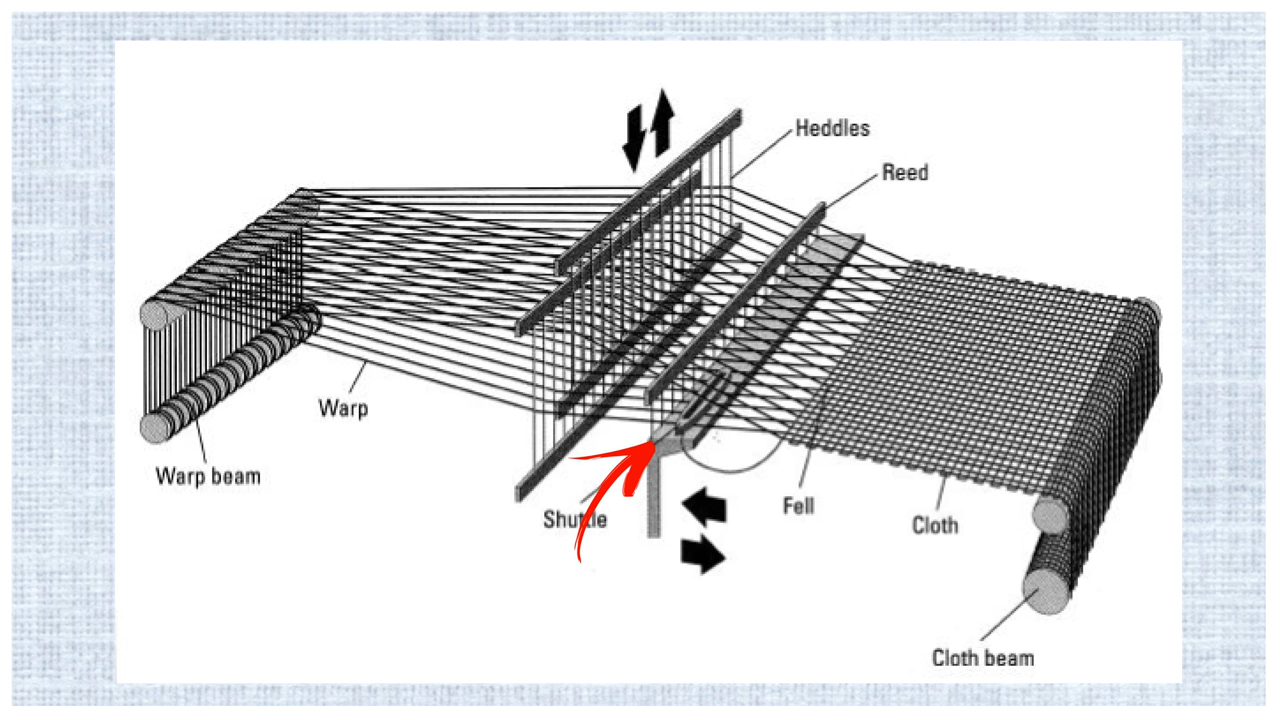 Heddles
Reed
Warp
Warp beam
Shuttle
Fell
Cloth
Cloth beam